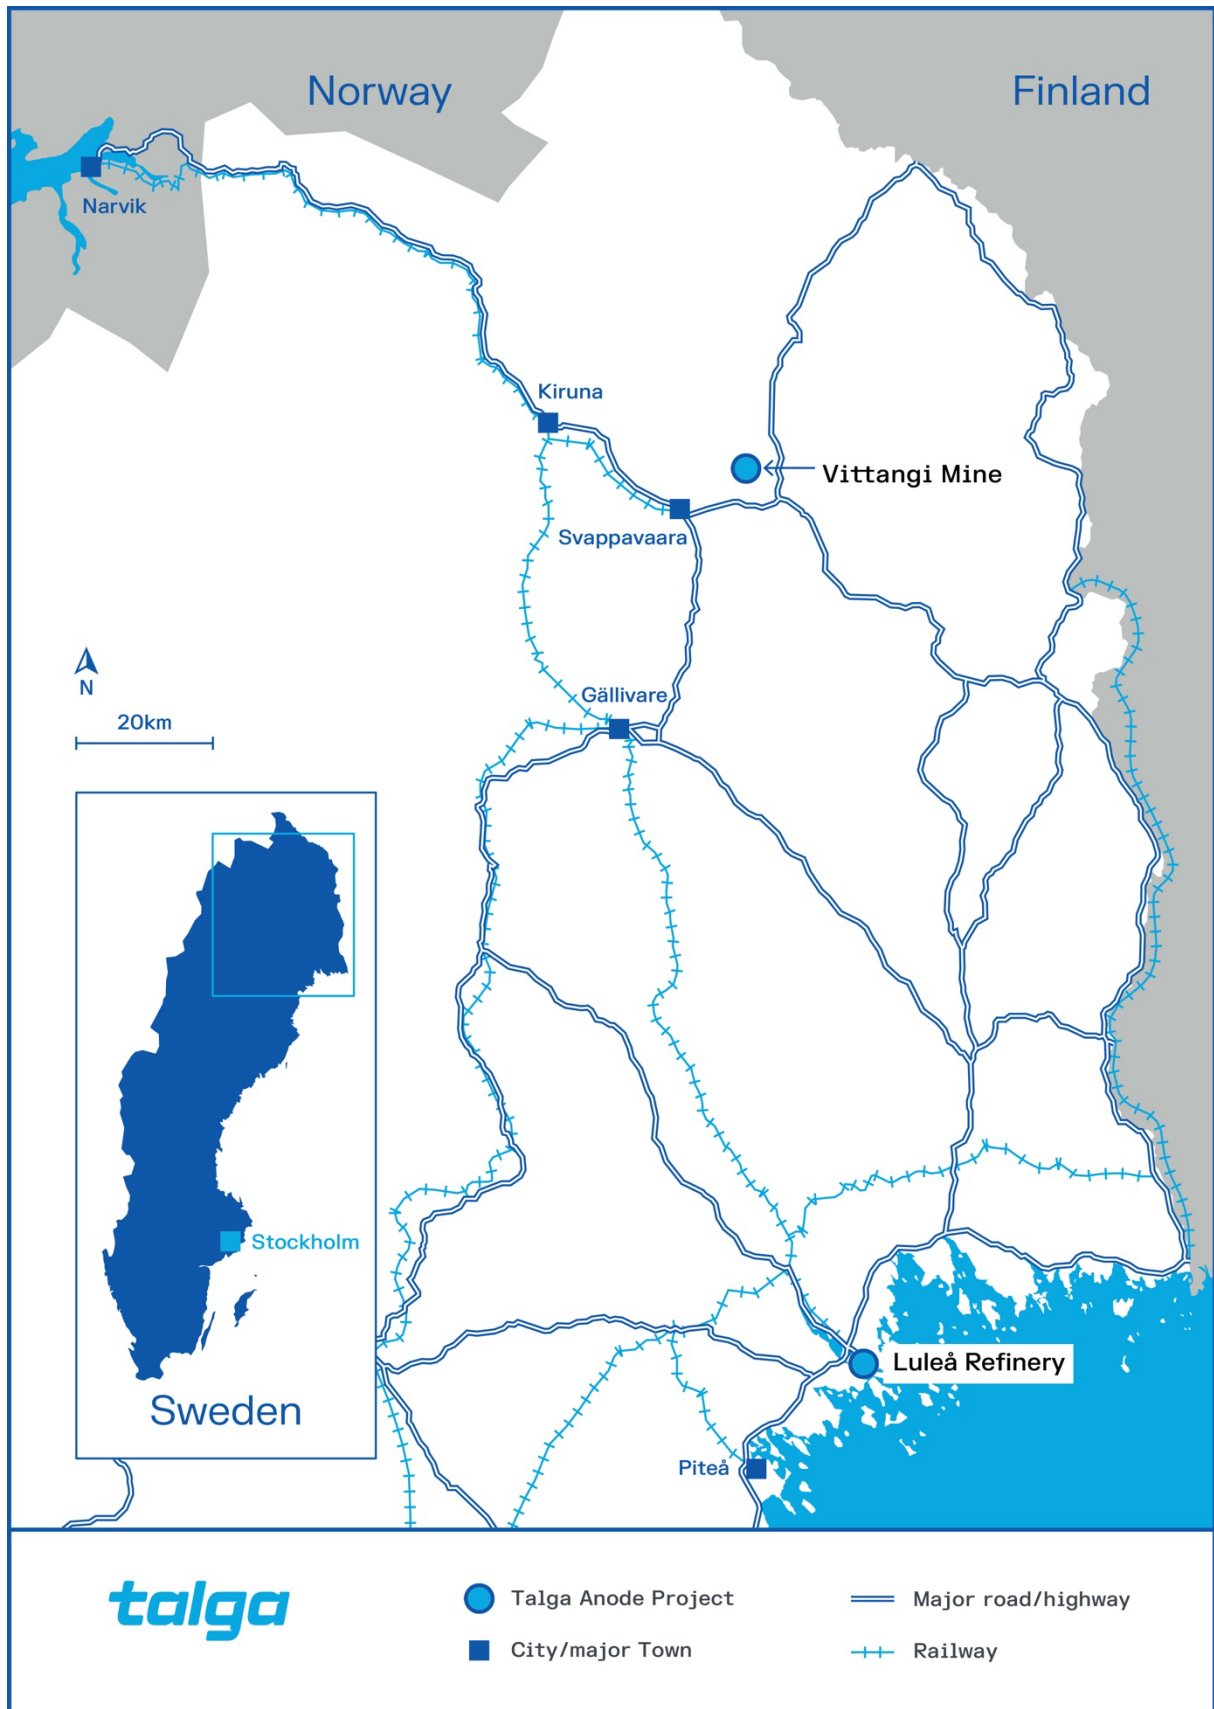 Norway
Finland
Narvik
Kiruna
Vittangi Mine
Svappavaara
N
Gällivare
20km
Stockholm
Sweden
Luleå Refinery
Piteå
talga
Talga Anode Project
Major road/highway
City/major Town
Railway